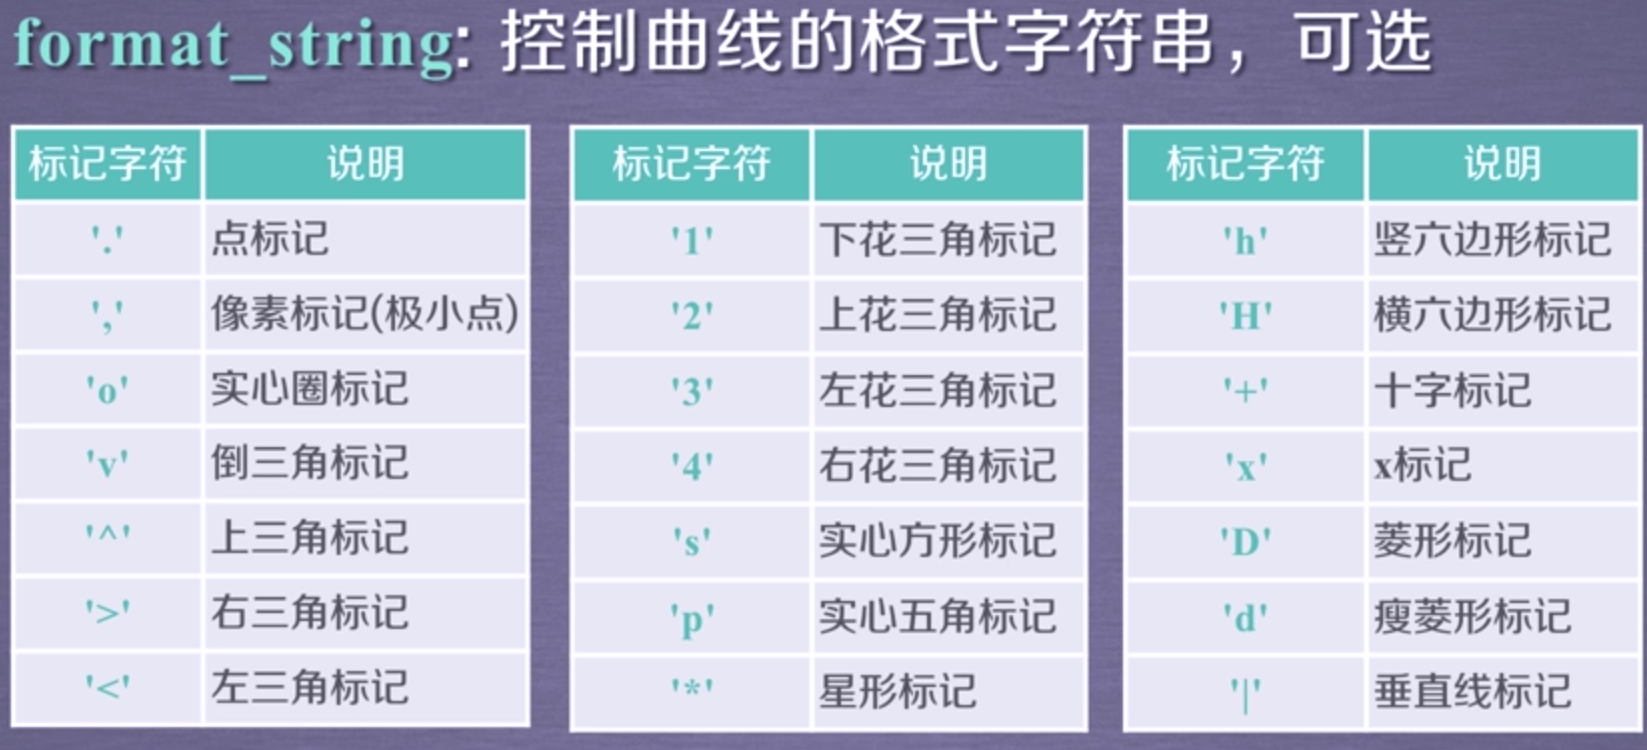 format_string: 控制曲线的格式字符串，可选
标记字符 说明
'.' 点标记
',' 像素标记(极小点)
'o' 实心圈标记
'v' 倒三角标记
'^' 上三角标记
'>' 右三角标记
'<' 左三角标记
标记字符 说明
'1' 下花三角标记
'2' 上花三角标记
'3' 左花三角标记
'4' 右花三角标记
's' 实心方形标记
'p' 实心五角标记
'*' 星形标记
标记字符 说明
'h' 竖六边形标记
'H' 横六边形标记
'+' 十字标记
'x' x标记
'D' 菱形标记
'd' 瘦菱形标记
'|' 垂直线标记